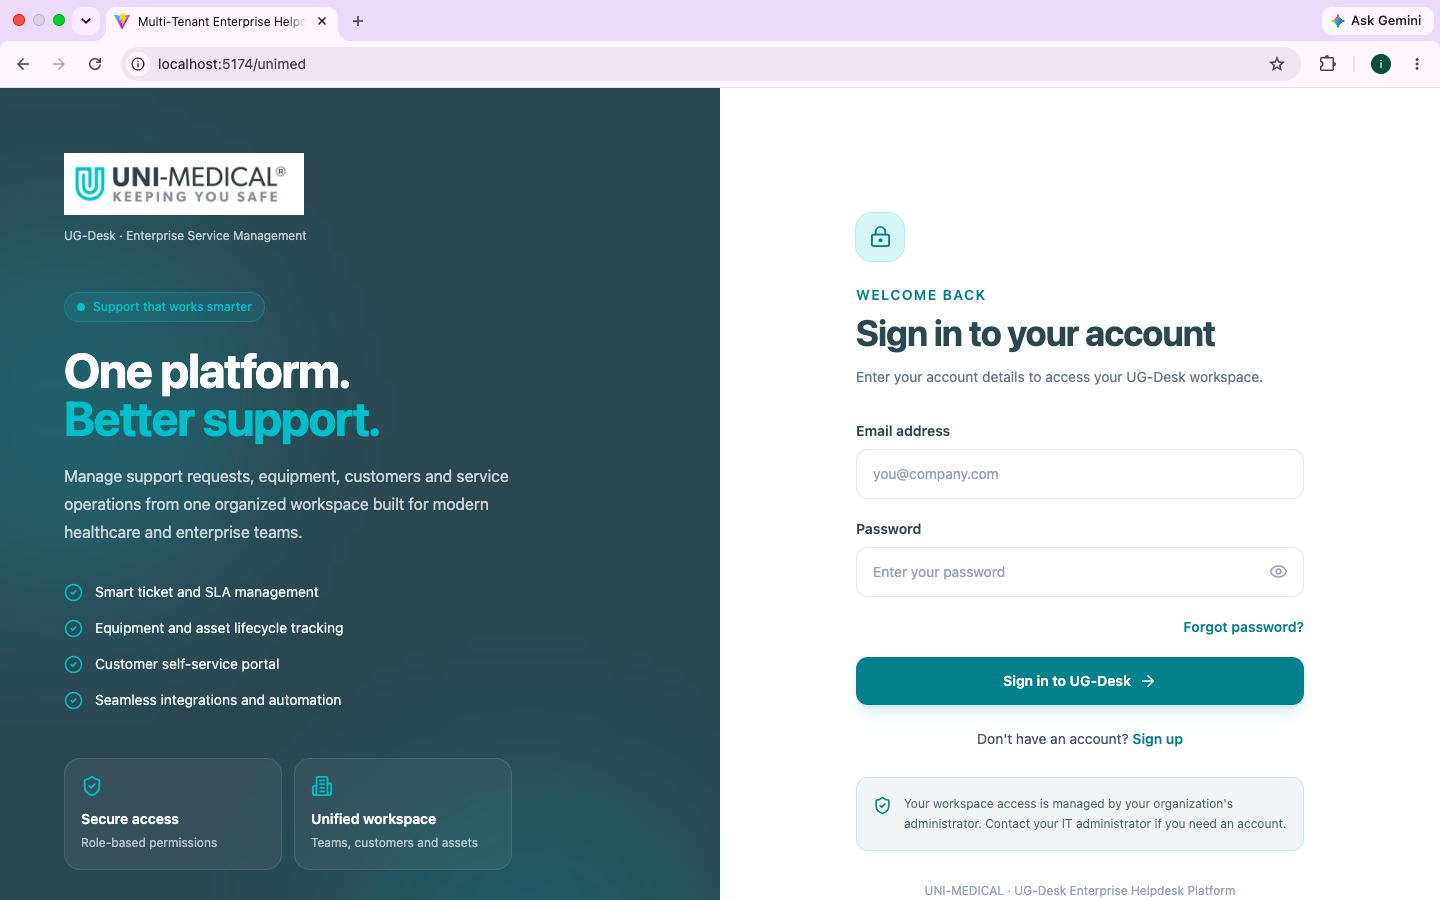 Multi-Tenant Enterprise Help
Ask Gemini
localhost:5174/unimed
i
UNI-MEDICAL®
KEEPING YOU SAFE
UG-Desk · Enterprise Service Management
Support that works smarter
One platform.
Better support.
Manage support requests, equipment, customers and service
operations from one organized workspace built for modern
healthcare and enterprise teams.
Smart ticket and SLA management
Equipment and asset lifecycle tracking
Customer self-service portal
Seamless integrations and automation
Secure access
Role-based permissions
Unified workspace
Teams, customers and assets
WELCOME BACK
Sign in to your account
Enter your account details to access your UG-Desk workspace.
Email address
you@company.com
Password
Enter your password
Forgot password?
Sign in to UG-Desk →
Don't have an account? Sign up
Your workspace access is managed by your organization's
administrator. Contact your IT administrator if you need an account.
UNI-MEDICAL · UG-Desk Enterprise Helpdesk Platform